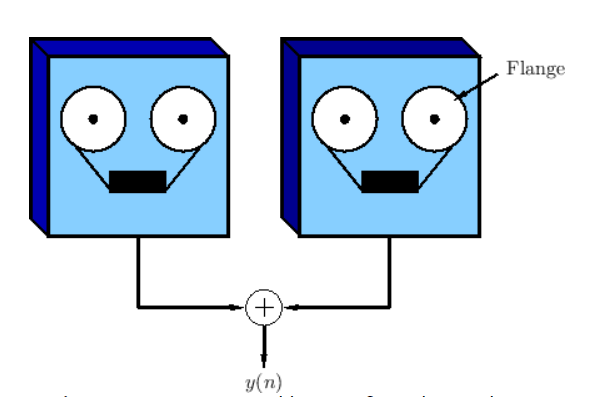 Flange
+
y(n)